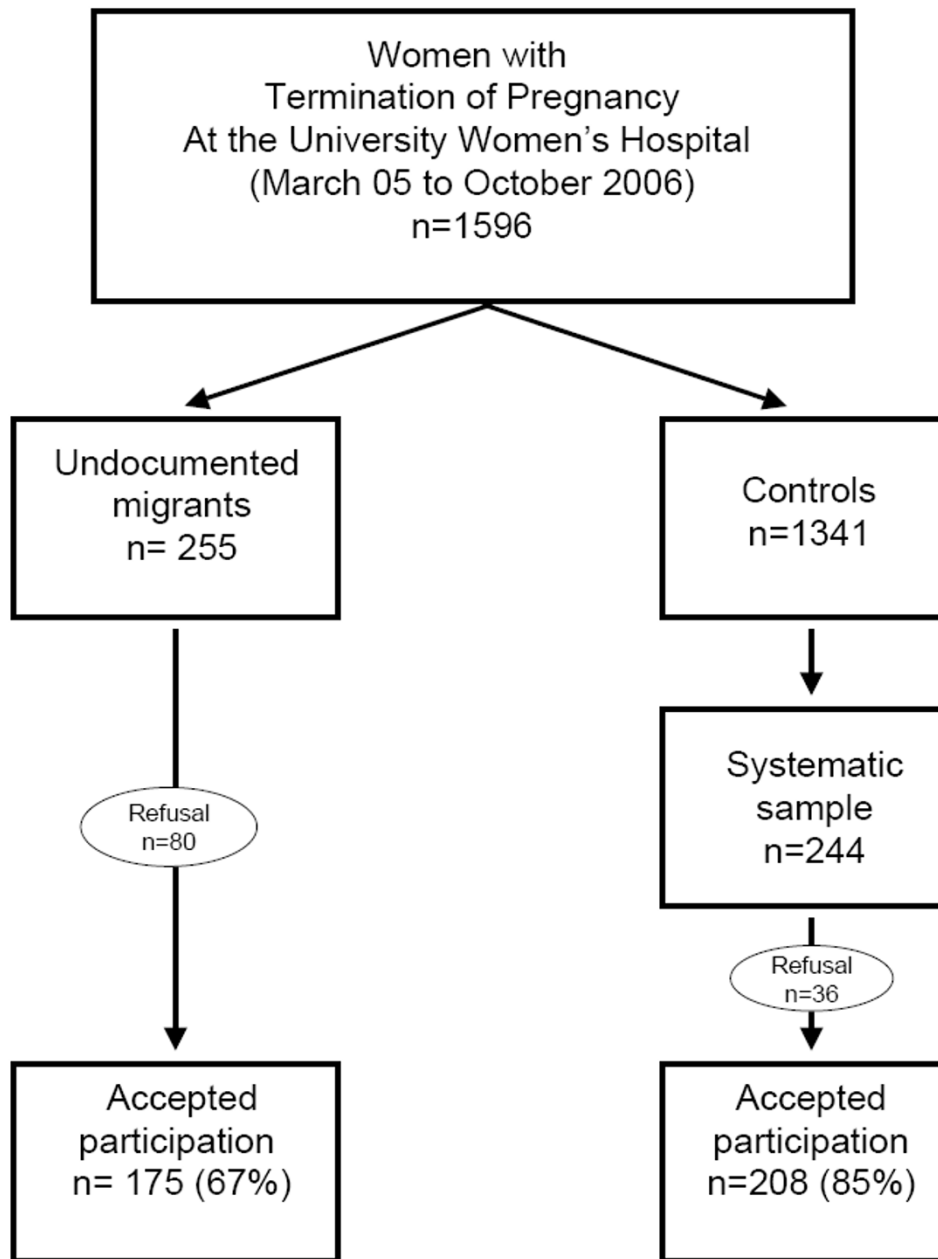 Women with
Termination of Pregnancy
At the University Women’s Hospital
(March 05 to October 2006)
n=1596
Undocumented
migrants
n= 255
Controls
n=1341
Systematic
sample
n=244
Refusal
n=80
Refusal
n=36
Accepted
participation
n= 175 (67%)
Accepted
participation
n=208 (85%)